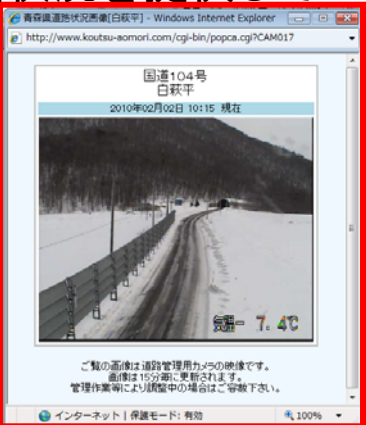 青森県道路状況画像[白萩平] - Windows Internet Explorer
http://www.koutsu-aomori.com/cgi-bin/popca.cgi?CAM017
国道104号
白萩平
2010年02月02日 10:15 現在
気温- 7.4℃
ご覧の画像は道路管理用カメラの映像です。
画像は15分毎に更新されます。
管理作業等により調整中の場合はご容赦下さい。
インターネット | 保護モード: 有効
100%